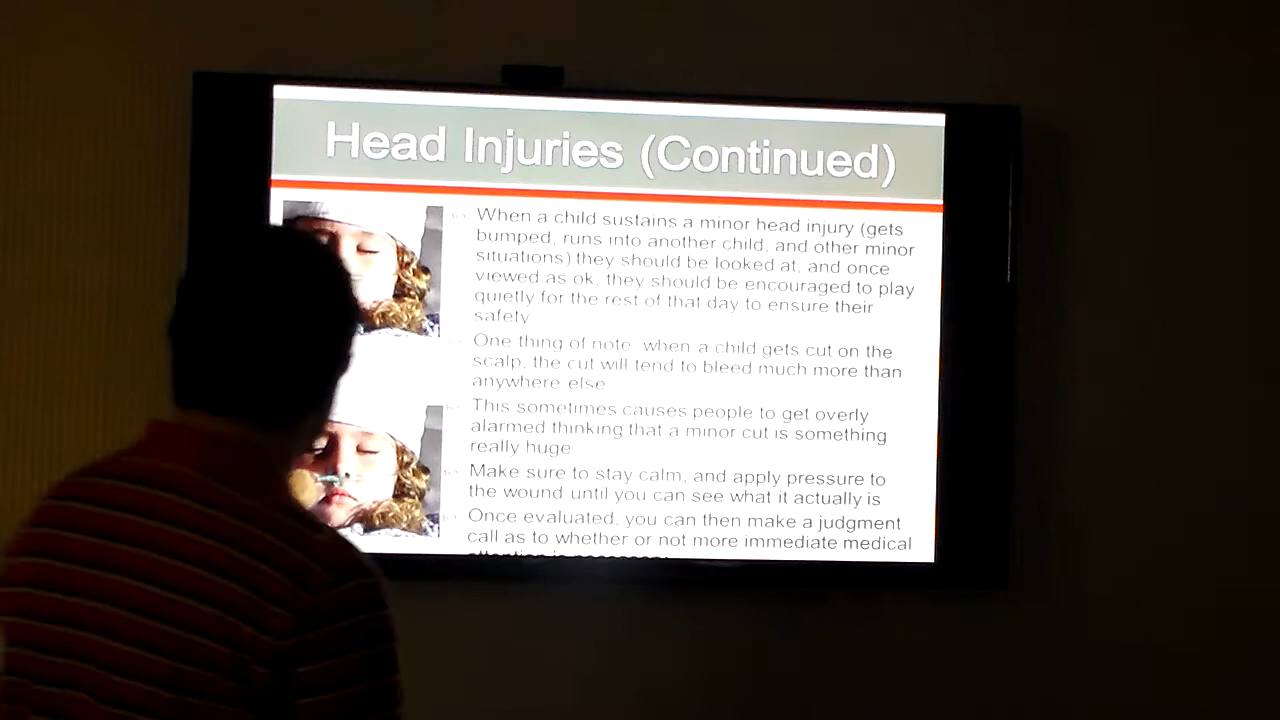 Head Injuries (Continued)
When a child sustains a minor head injury (gets
bumped, runs into another child, and other minor
situations) they should be looked at, and once
viewed as ok, they should be encouraged to play
quietly for the rest of that day to ensure their
safety
One thing of note, when a child gets cut on the
scalp, the cut will tend to bleed much more than
anywhere else
This sometimes causes people to get overly
alarmed thinking that a minor cut is something
really huge
Make sure to stay calm, and apply pressure to
the wound until you can see what it actually is
Once evaluated, you can then make a judgment
call as to whether or not more immediate medical